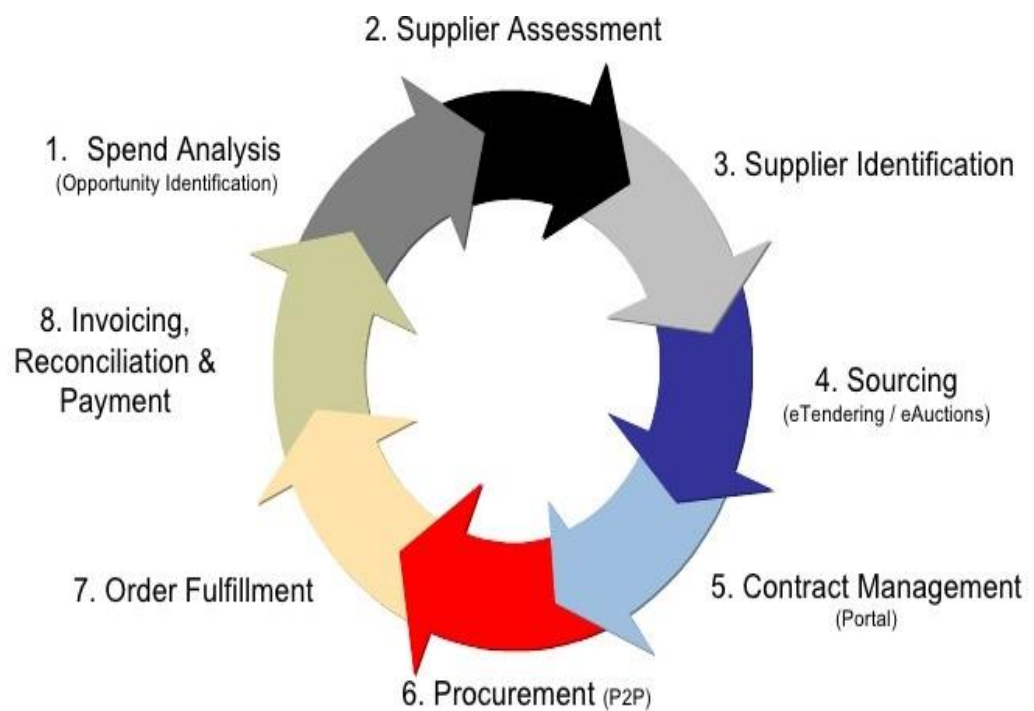 2. Supplier Assessment
1. Spend Analysis
(Opportunity Identification)
3. Supplier Identification
8. Invoicing,
Reconciliation &
Payment
4. Sourcing
(eTendering / eAuctions)
7. Order Fulfillment
5. Contract Management
(Portal)
6. Procurement (P2P)